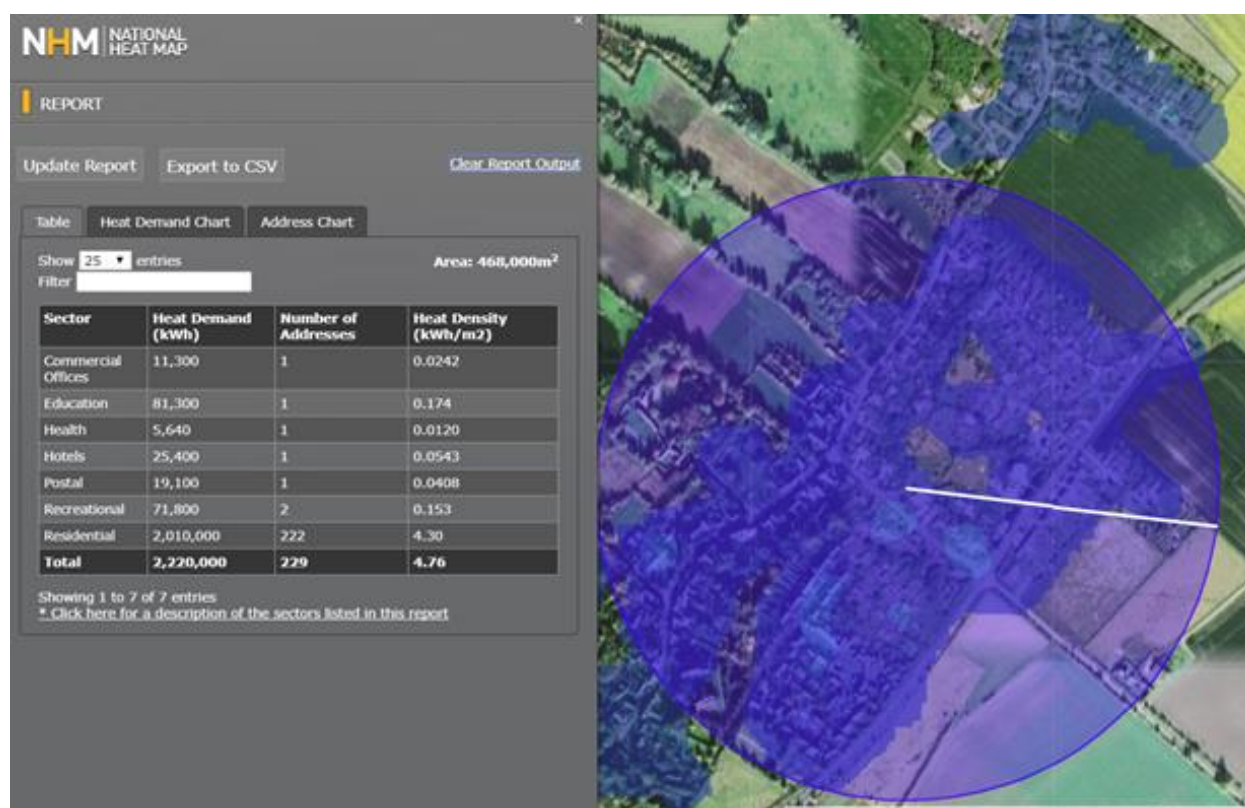 NHM NATIONAL
HEAT MAP
×
REPORT
Update Report Export to CSV Clear Report Output
Table Heat Demand Chart Address Chart
Show 25 entries Area: 468,000m²
Filter
Sector Heat Demand (kWh) Number of Addresses Heat Density (kWh/m2)
Commercial Offices 11,300 1 0.0242
Education 81,300 1 0.174
Health 5,640 1 0.0120
Hotels 25,400 1 0.0543
Postal 19,100 1 0.0408
Recreational 71,800 2 0.153
Residential 2,010,000 222 4.30
Total 2,220,000 229 4.76
Showing 1 to 7 of 7 entries
* Click here for a description of the sectors listed in this report